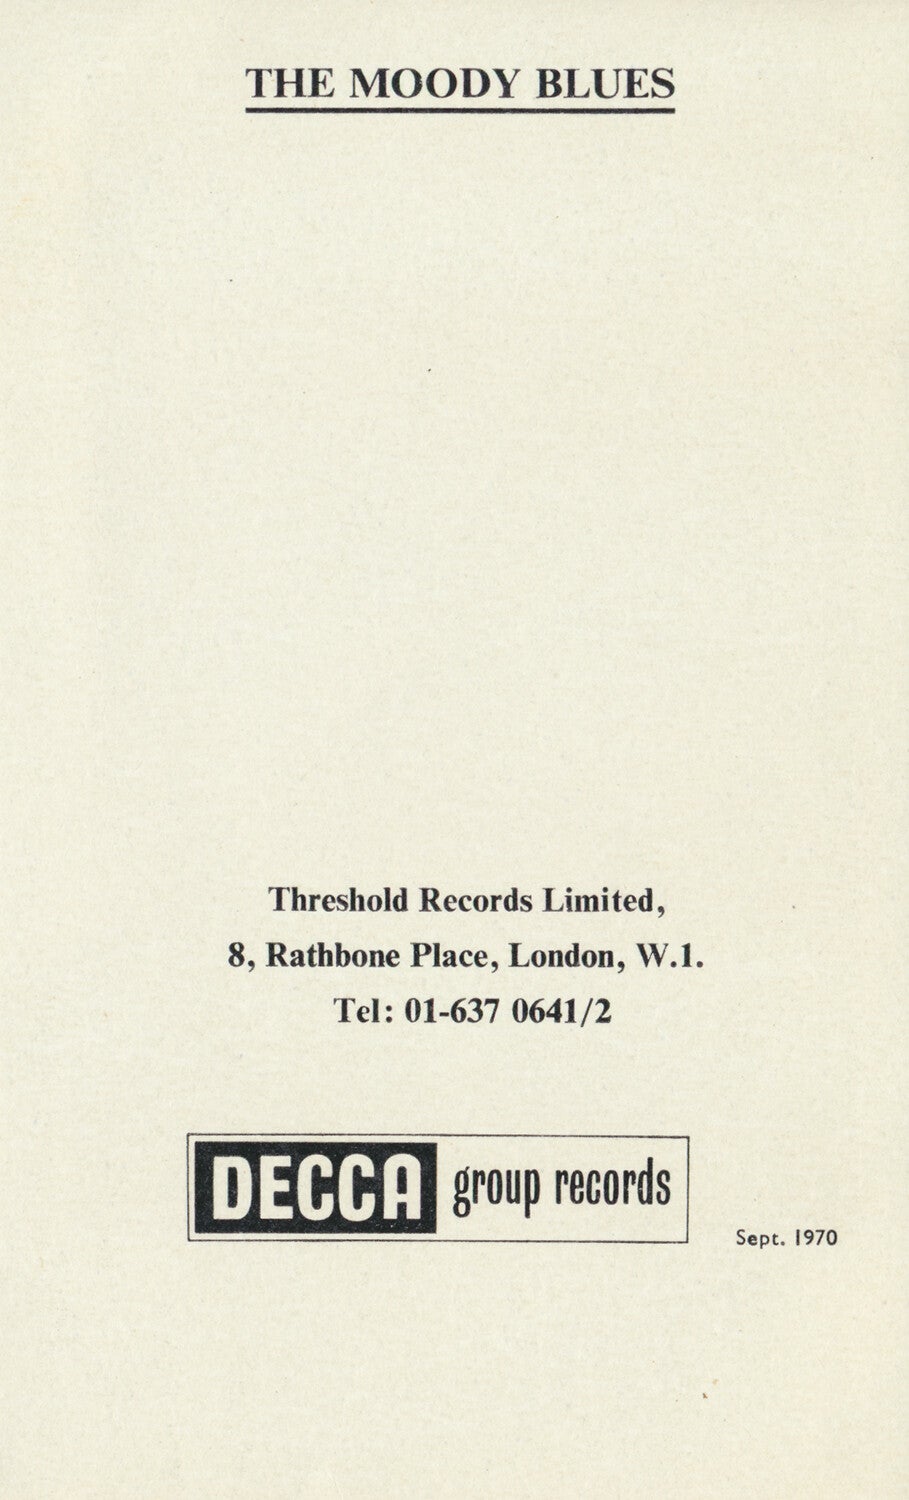 THE MOODY BLUES
Threshold Records Limited,
8, Rathbone Place, London, W.1.
Tel: 01-637 0641/2
DECCA group records
Sept. 1970